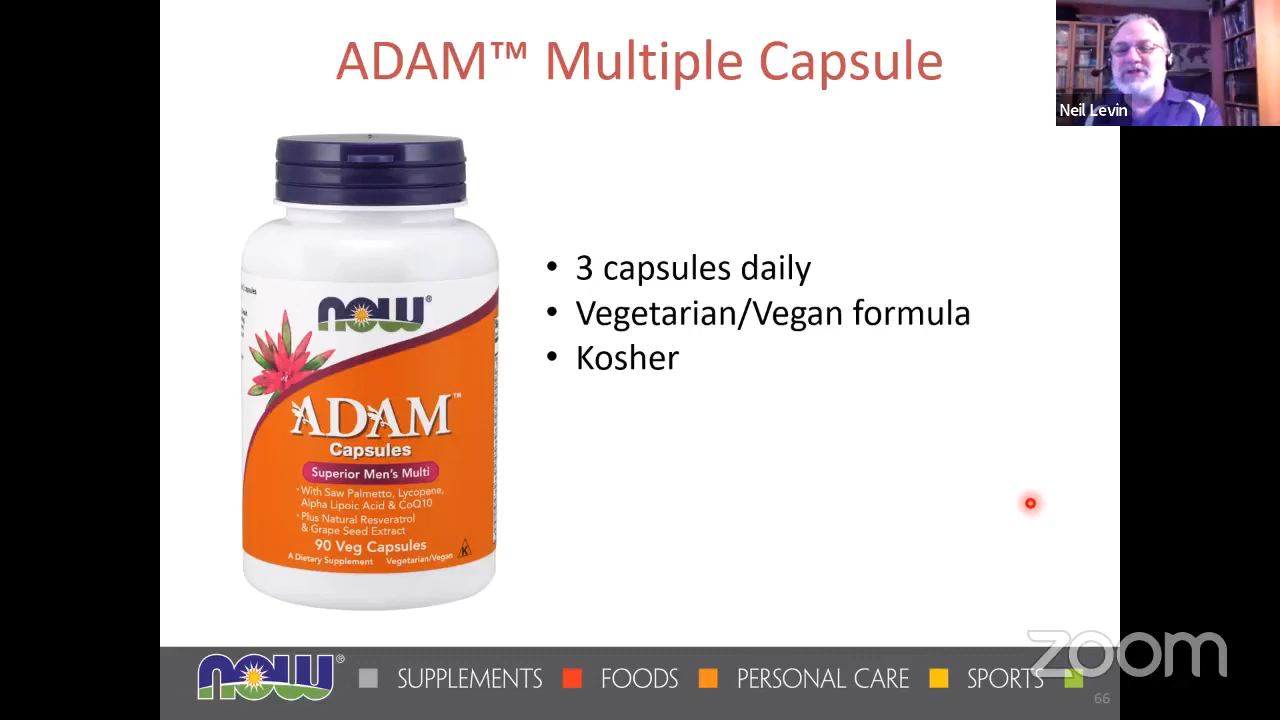 ADAM™ Multiple Capsule
Neil Levin
• 3 capsules daily
• Vegetarian/Vegan formula
• Kosher
NOW®
ADAM™
Capsules
Superior Men's Multi
• With Saw Palmetto, Lycopene,
Alpha Lipoic Acid & CoQ10
• Plus Natural Resveratrol
& Grape Seed Extract
90 Veg Capsules
K
A Dietary Supplement Vegetarian/Vegan
NOW® SUPPLEMENTS FOODS PERSONAL CARE SPORTS
zoom
66